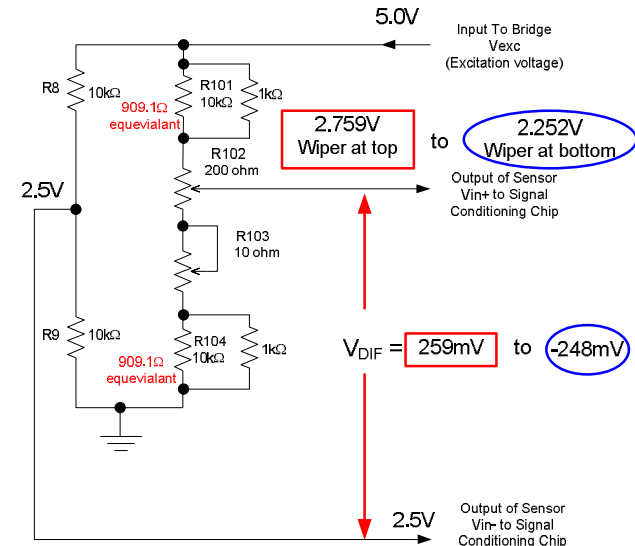 5.0V
Input To Bridge
Vexc
(Excitation voltage)
R8
10kΩ
R101
10kΩ
1kΩ
909.1Ω
equevialant
2.759V
Wiper at top
to
2.252V
Wiper at bottom
R102
200 ohm
2.5V
Output of Sensor
Vin+ to Signal
Conditioning Chip
R103
10 ohm
R9
10kΩ
R104
10kΩ
1kΩ
909.1Ω
equevialant
VDIF = 259mV to -248mV
2.5V
Output of Sensor
Vin- to Signal
Conditioning Chip